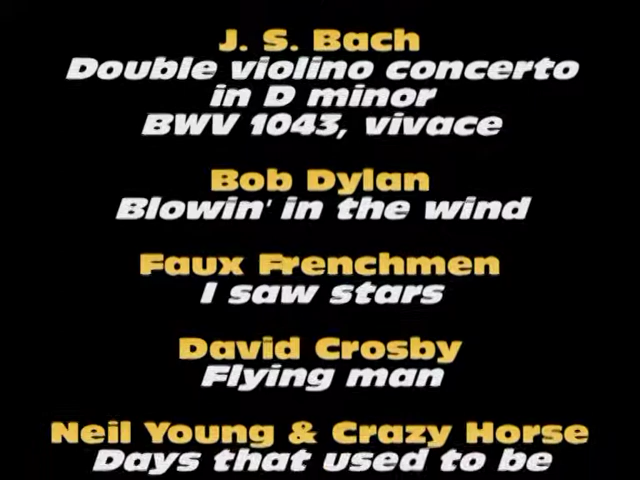 J. S. Bach
Double violino concerto
in D minor
BWV 1043, vivace
Bob Dylan
Blowin' in the wind
Faux Frenchmen
I saw stars
David Crosby
Flying man
Neil Young & Crazy Horse
Days that used to be